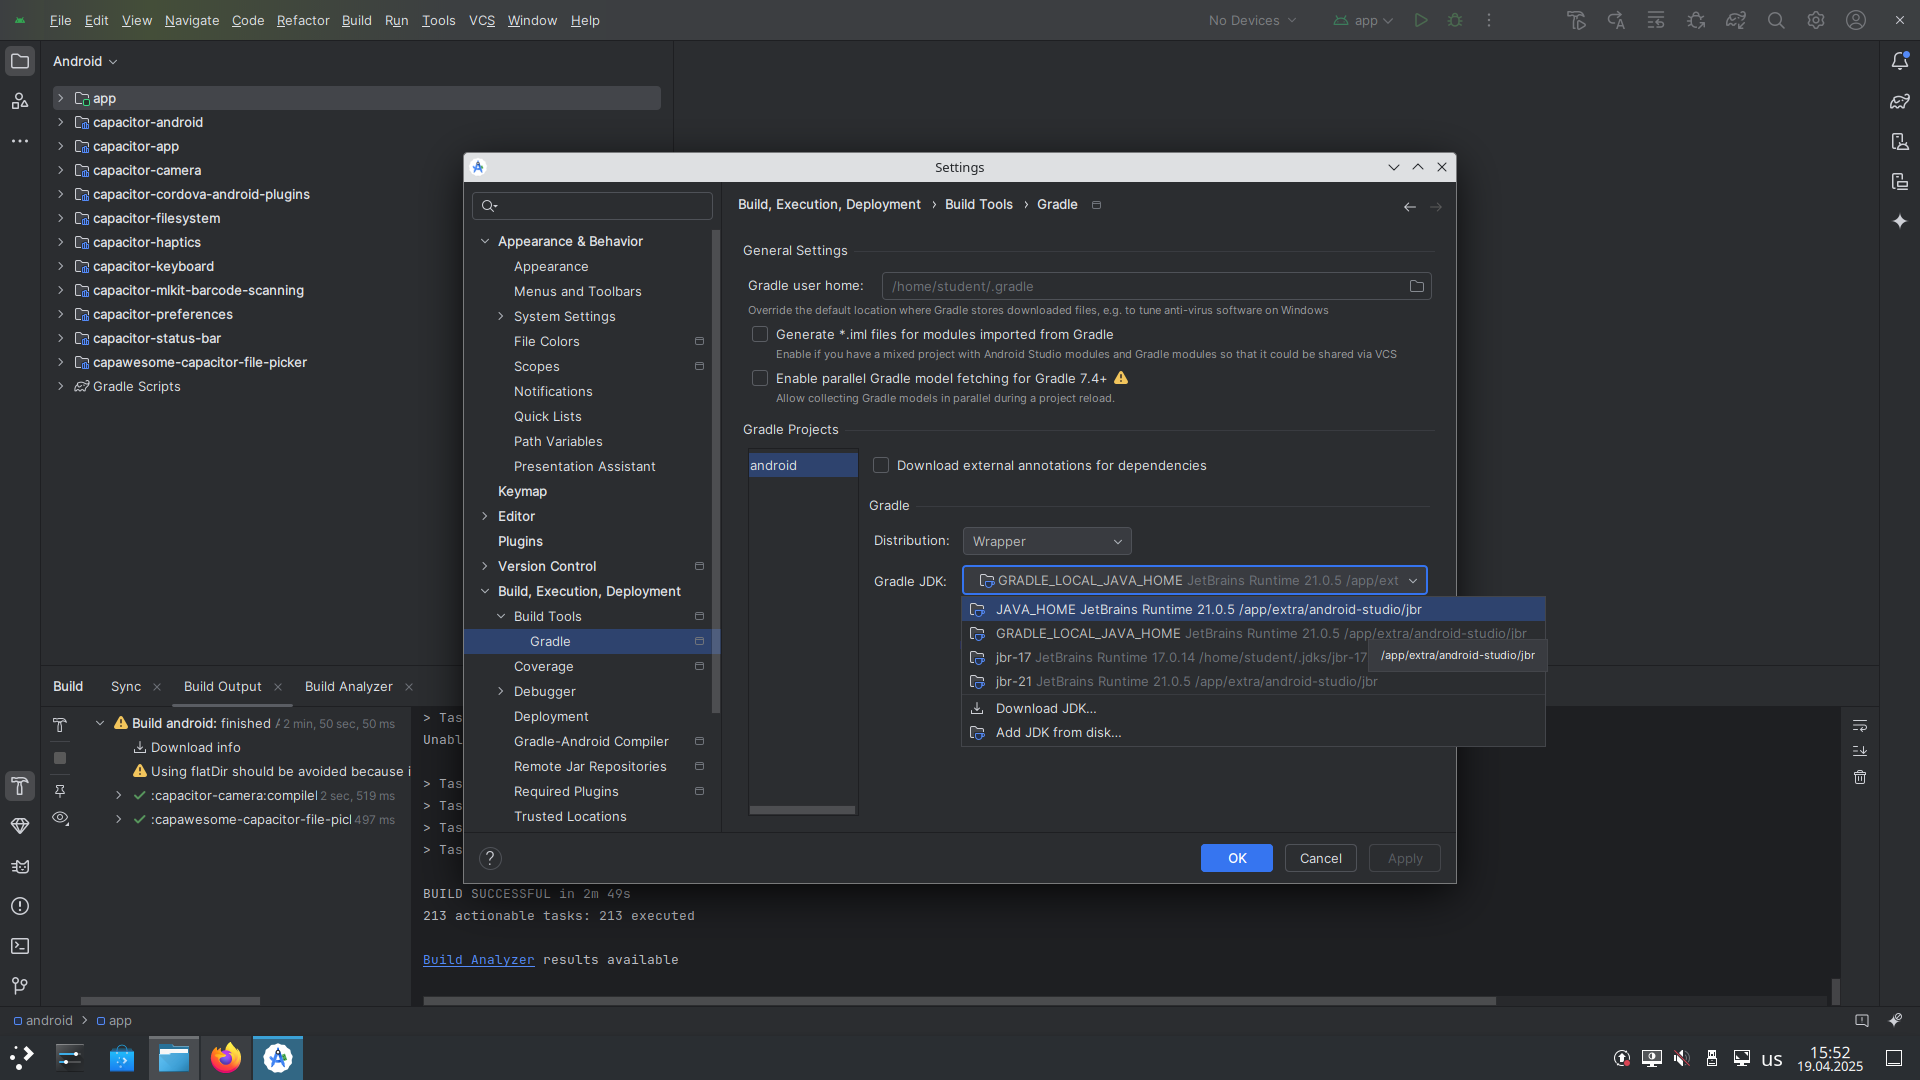 File Edit View Navigate Code Refactor Build Run Tools VCS Window Help
No Devices
app
Android
app
capacitor-android
capacitor-app
capacitor-camera
capacitor-cordova-android-plugins
capacitor-filesystem
capacitor-haptics
capacitor-keyboard
capacitor-mlkit-barcode-scanning
capacitor-preferences
capacitor-status-bar
capawesome-capacitor-file-picker
Gradle Scripts
Settings
Appearance & Behavior
Appearance
Menus and Toolbars
System Settings
File Colors
Scopes
Notifications
Quick Lists
Path Variables
Presentation Assistant
Keymap
Editor
Plugins
Version Control
Build, Execution, Deployment
Build Tools
Gradle
Coverage
Debugger
Deployment
Gradle-Android Compiler
Remote Jar Repositories
Required Plugins
Trusted Locations
Build, Execution, Deployment › Build Tools › Gradle
General Settings
Gradle user home: /home/student/.gradle
Override the default location where Gradle stores downloaded files, e.g. to tune anti-virus software on Windows
Generate *.iml files for modules imported from Gradle
Enable if you have a mixed project with Android Studio modules and Gradle modules so that it could be shared via VCS
Enable parallel Gradle model fetching for Gradle 7.4+
Allow collecting Gradle models in parallel during a project reload.
Gradle Projects
android
Download external annotations for dependencies
Gradle
Distribution: Wrapper
Gradle JDK: GRADLE_LOCAL_JAVA_HOME JetBrains Runtime 21.0.5 /app/ext
JAVA_HOME JetBrains Runtime 21.0.5 /app/extra/android-studio/jbr
GRADLE_LOCAL_JAVA_HOME JetBrains Runtime 21.0.5 /app/extra/android-studio/jbr
jbr-17 JetBrains Runtime 17.0.14 /home/student/.jdks/jbr-17
/app/extra/android-studio/jbr
jbr-21 JetBrains Runtime 21.0.5 /app/extra/android-studio/jbr
Download JDK...
Add JDK from disk...
?
OK
Cancel
Apply
Build Sync Build Output Build Analyzer
Build android: finished 2 min, 50 sec, 50 ms
Download info
Using flatDir should be avoided because i
:capacitor-camera:compileI 2 sec, 519 ms
:capawesome-capacitor-file-picl 497 ms
> Tas
Unabl
> Tas
> Tas
> Tas
> Tas
BUILD SUCCESSFUL in 2m 49s
213 actionable tasks: 213 executed
Build Analyzer results available
android › app
us
15:52
19.04.2025